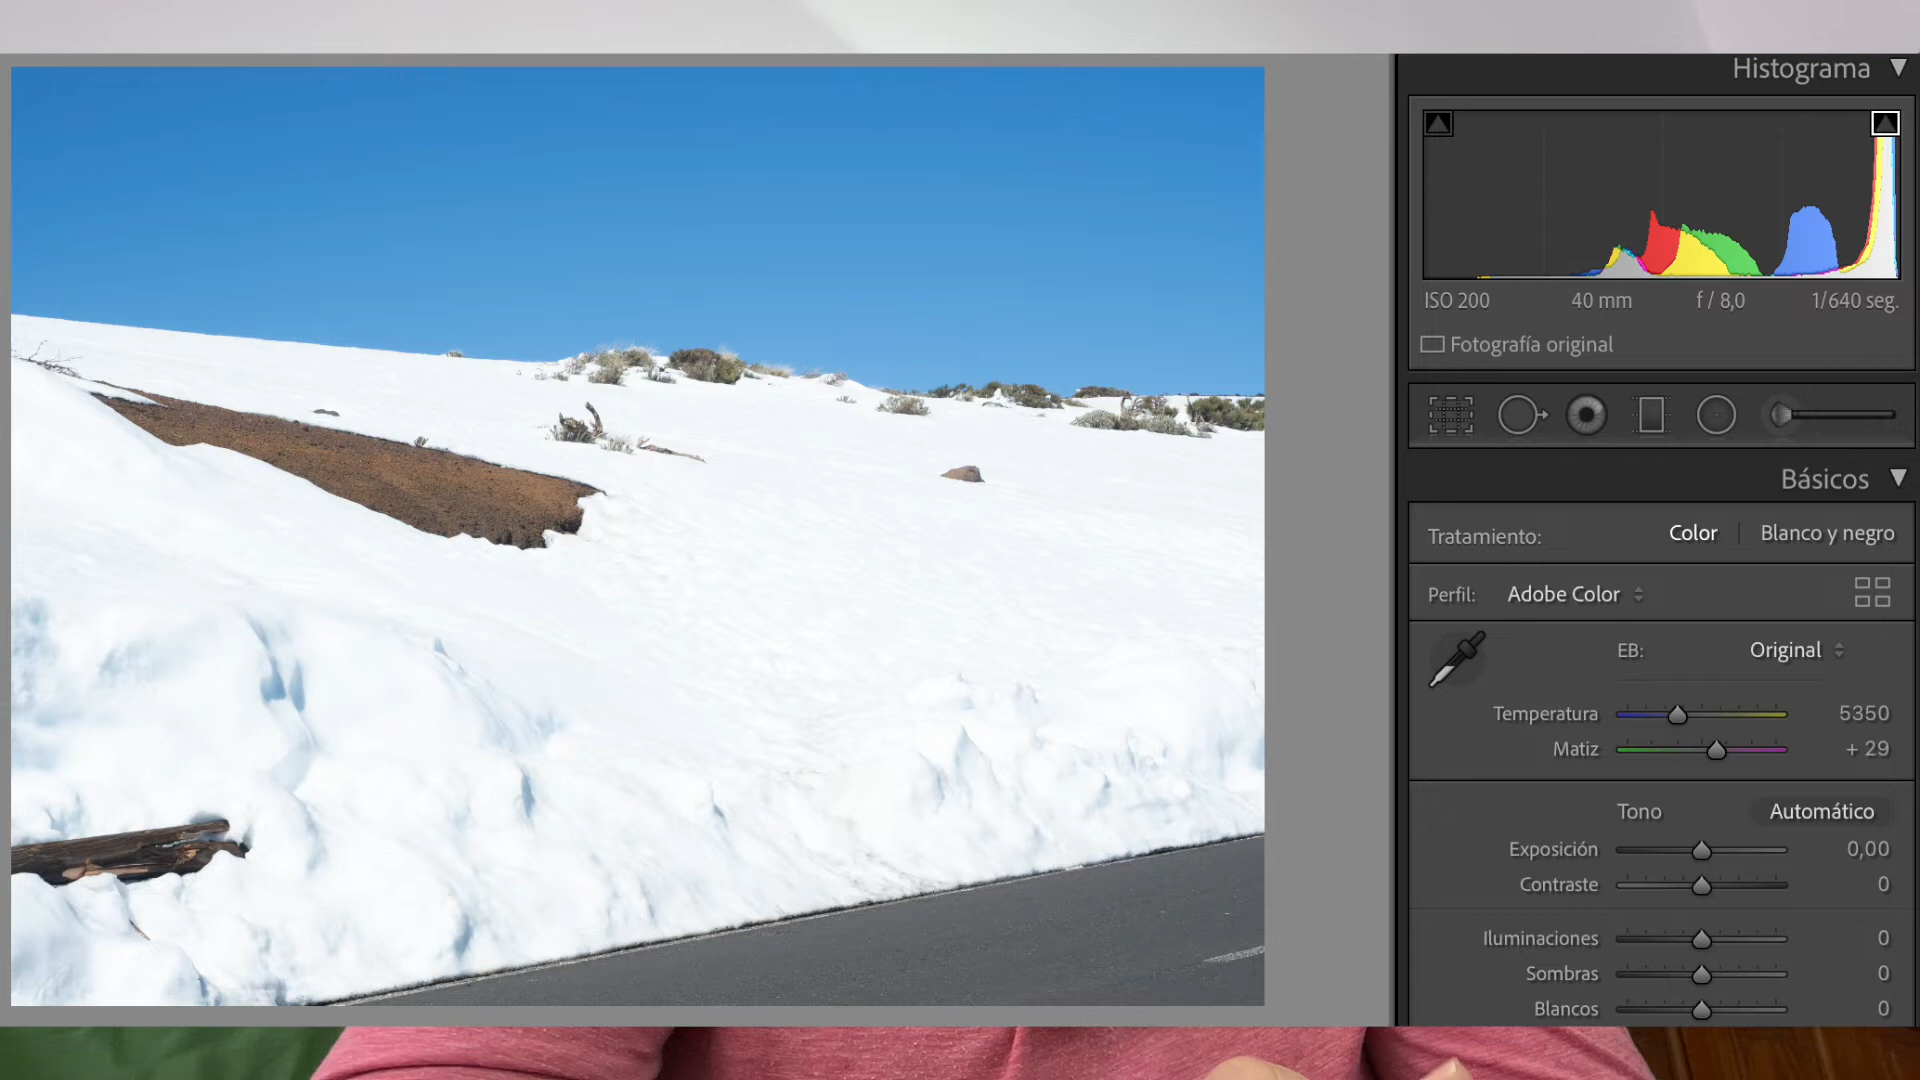 Histograma
ISO 200 40 mm f / 8,0 1/640 seg.
Fotografía original
Básicos
Tratamiento: Color Blanco y negro
Perfil: Adobe Color
EB: Original
Temperatura 5350
Matiz + 29
Tono Automático
Exposición 0,00
Contraste 0
Iluminaciones 0
Sombras 0
Blancos 0